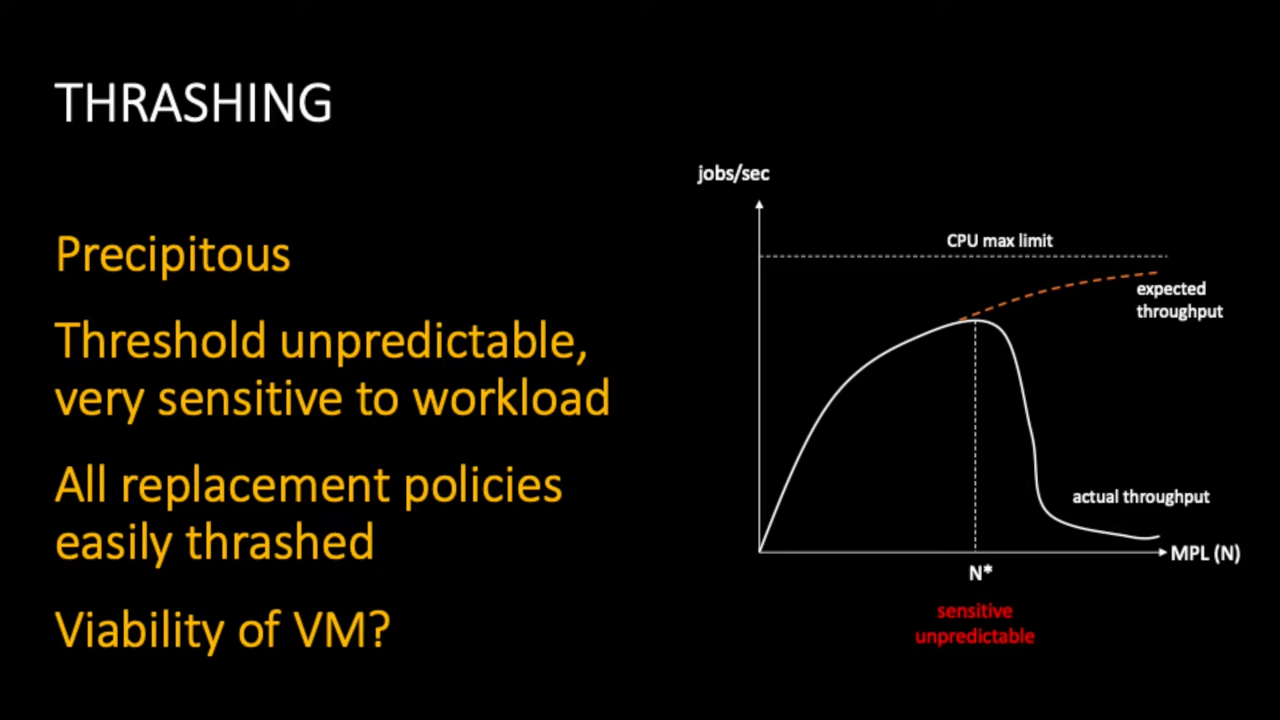 THRASHING
Precipitous
Threshold unpredictable,
very sensitive to workload
All replacement policies
easily thrashed
Viability of VM?
jobs/sec
CPU max limit
expected
throughput
actual throughput
MPL (N)
N*
sensitive
unpredictable